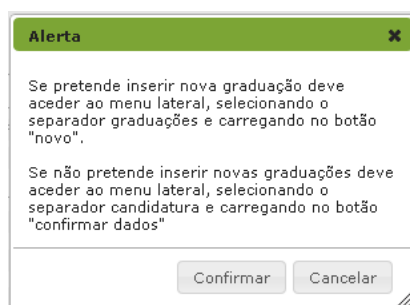 Alerta
Se pretende inserir nova graduação deve
aceder ao menu lateral, selecionando o
separador graduações e carregando no botão
"novo".
Se não pretende inserir novas graduações deve
aceder ao menu lateral, selecionando o
separador candidatura e carregando no botão
"confirmar dados"
Confirmar Cancelar